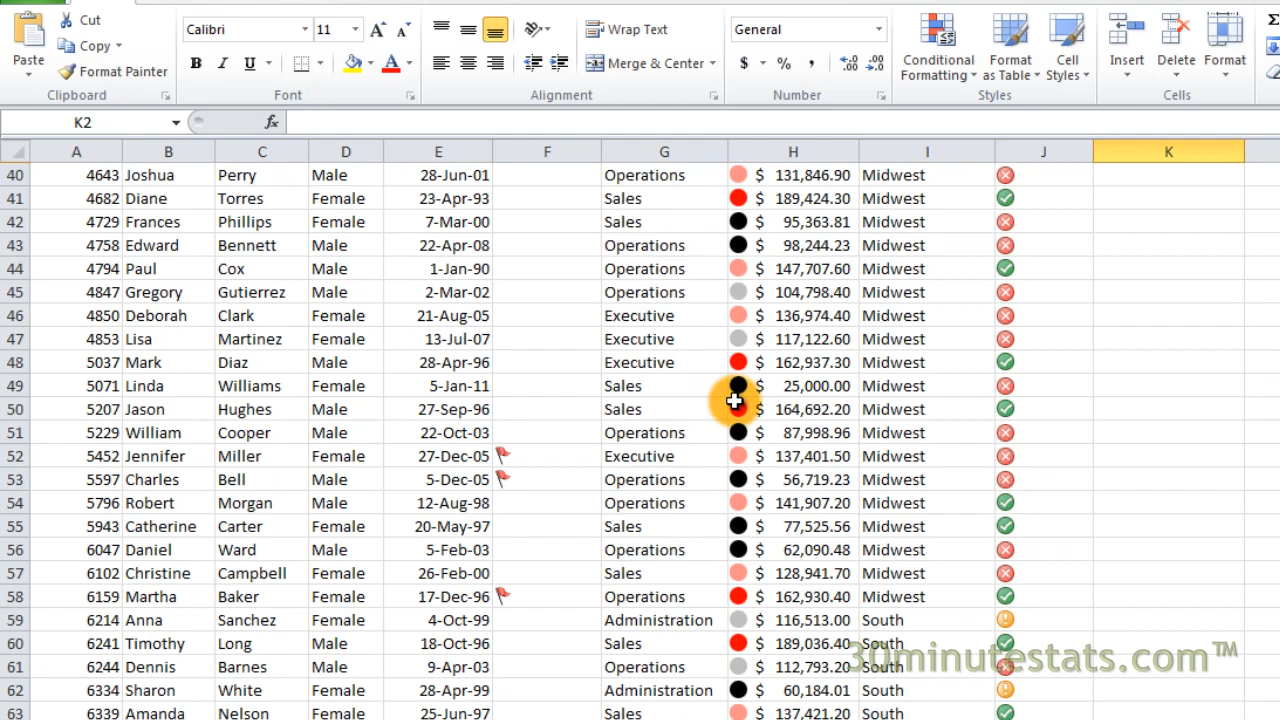 Cut
Calibri 11 Wrap Text General
Copy
Paste Conditional Format Cell Insert Delete Format
Format Painter B I U Merge & Center $ % , Formatting as Table Styles
Clipboard Font Alignment Number Styles Cells
K2 fx
A B C D E F G H I J K
40 4643 Joshua Perry Male 28-Jun-01 Operations $ 131,846.90 Midwest
41 4682 Diane Torres Female 23-Apr-93 Sales $ 189,424.30 Midwest
42 4729 Frances Phillips Female 7-Mar-00 Sales $ 95,363.81 Midwest
43 4758 Edward Bennett Male 22-Apr-08 Operations $ 98,244.23 Midwest
44 4794 Paul Cox Male 1-Jan-90 Operations $ 147,707.60 Midwest
45 4847 Gregory Gutierrez Male 2-Mar-02 Operations $ 104,798.40 Midwest
46 4850 Deborah Clark Female 21-Aug-05 Executive $ 136,974.40 Midwest
47 4853 Lisa Martinez Female 13-Jul-07 Executive $ 117,122.60 Midwest
48 5037 Mark Diaz Male 28-Apr-96 Executive $ 162,937.30 Midwest
49 5071 Linda Williams Female 5-Jan-11 Sales $ 25,000.00 Midwest
50 5207 Jason Hughes Male 27-Sep-96 Sales $ 164,692.20 Midwest
51 5229 William Cooper Male 22-Oct-03 Operations $ 87,998.96 Midwest
52 5452 Jennifer Miller Female 27-Dec-05 Executive $ 137,401.50 Midwest
53 5597 Charles Bell Male 5-Dec-05 Operations $ 56,719.23 Midwest
54 5796 Robert Morgan Male 12-Aug-98 Operations $ 141,907.20 Midwest
55 5943 Catherine Carter Female 20-May-97 Sales $ 77,525.56 Midwest
56 6047 Daniel Ward Male 5-Feb-03 Operations $ 62,090.48 Midwest
57 6102 Christine Campbell Female 26-Feb-00 Sales $ 128,941.70 Midwest
58 6159 Martha Baker Female 17-Dec-96 Operations $ 162,930.40 Midwest
59 6214 Anna Sanchez Female 4-Oct-99 Administration $ 116,513.00 South
60 6241 Timothy Long Male 18-Oct-96 Sales $ 189,036.40 South
30minutestats.com™
61 6244 Dennis Barnes Male 9-Apr-03 Operations $ 112,793.20 South
62 6334 Sharon White Female 28-Apr-99 Administration $ 60,184.01 South
63 6339 Amanda Nelson Female 25-Jun-97 Sales $ 137,421.20 South